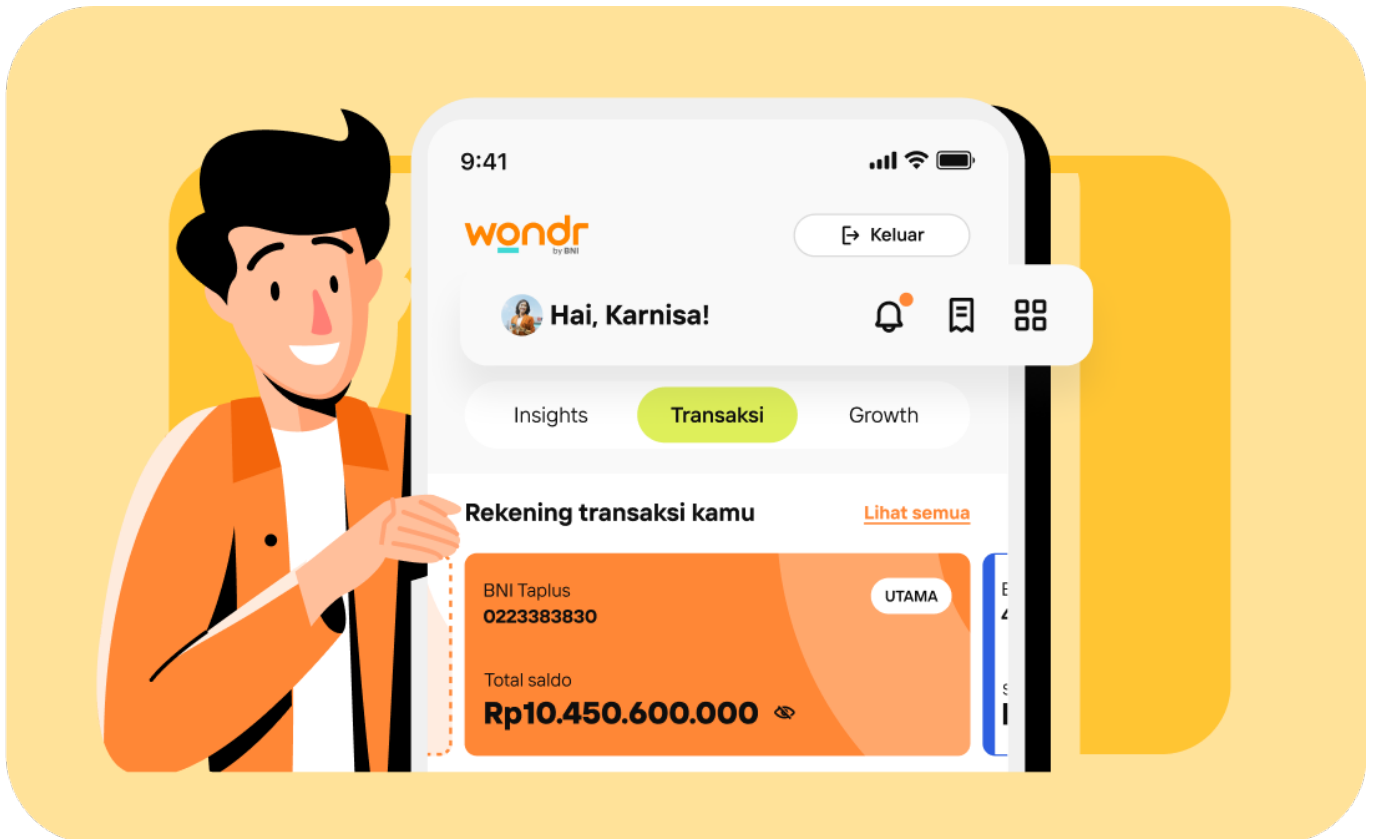 9:41
wondr
by BNI
Keluar
Hai, Karnisa!
Insights
Transaksi
Growth
Rekening transaksi kamu
Lihat semua
BNI Taplus
0223383830
UTAMA
Total saldo
Rp10.450.600.000